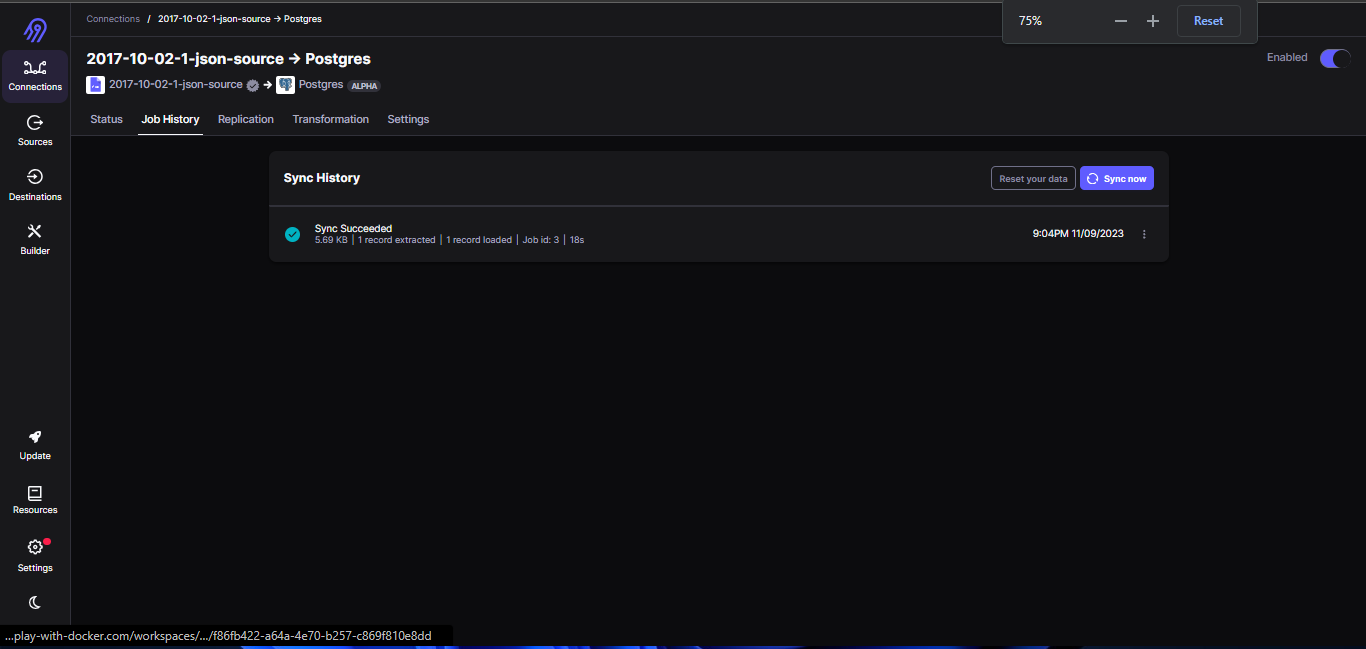 Connections / 2017-10-02-1-json-source → Postgres
75% — + Reset
2017-10-02-1-json-source → Postgres
Enabled
2017-10-02-1-json-source → Postgres ALPHA
Connections
Status Job History Replication Transformation Settings
Sources
Sync History
Reset your data Sync now
Destinations
Sync Succeeded
5.69 KB | 1 record extracted | 1 record loaded | Job id: 3 | 18s
9:04PM 11/09/2023
Builder
Update
Resources
Settings
...play-with-docker.com/workspaces/.../f86fb422-a64a-4e70-b257-c869f810e8dd